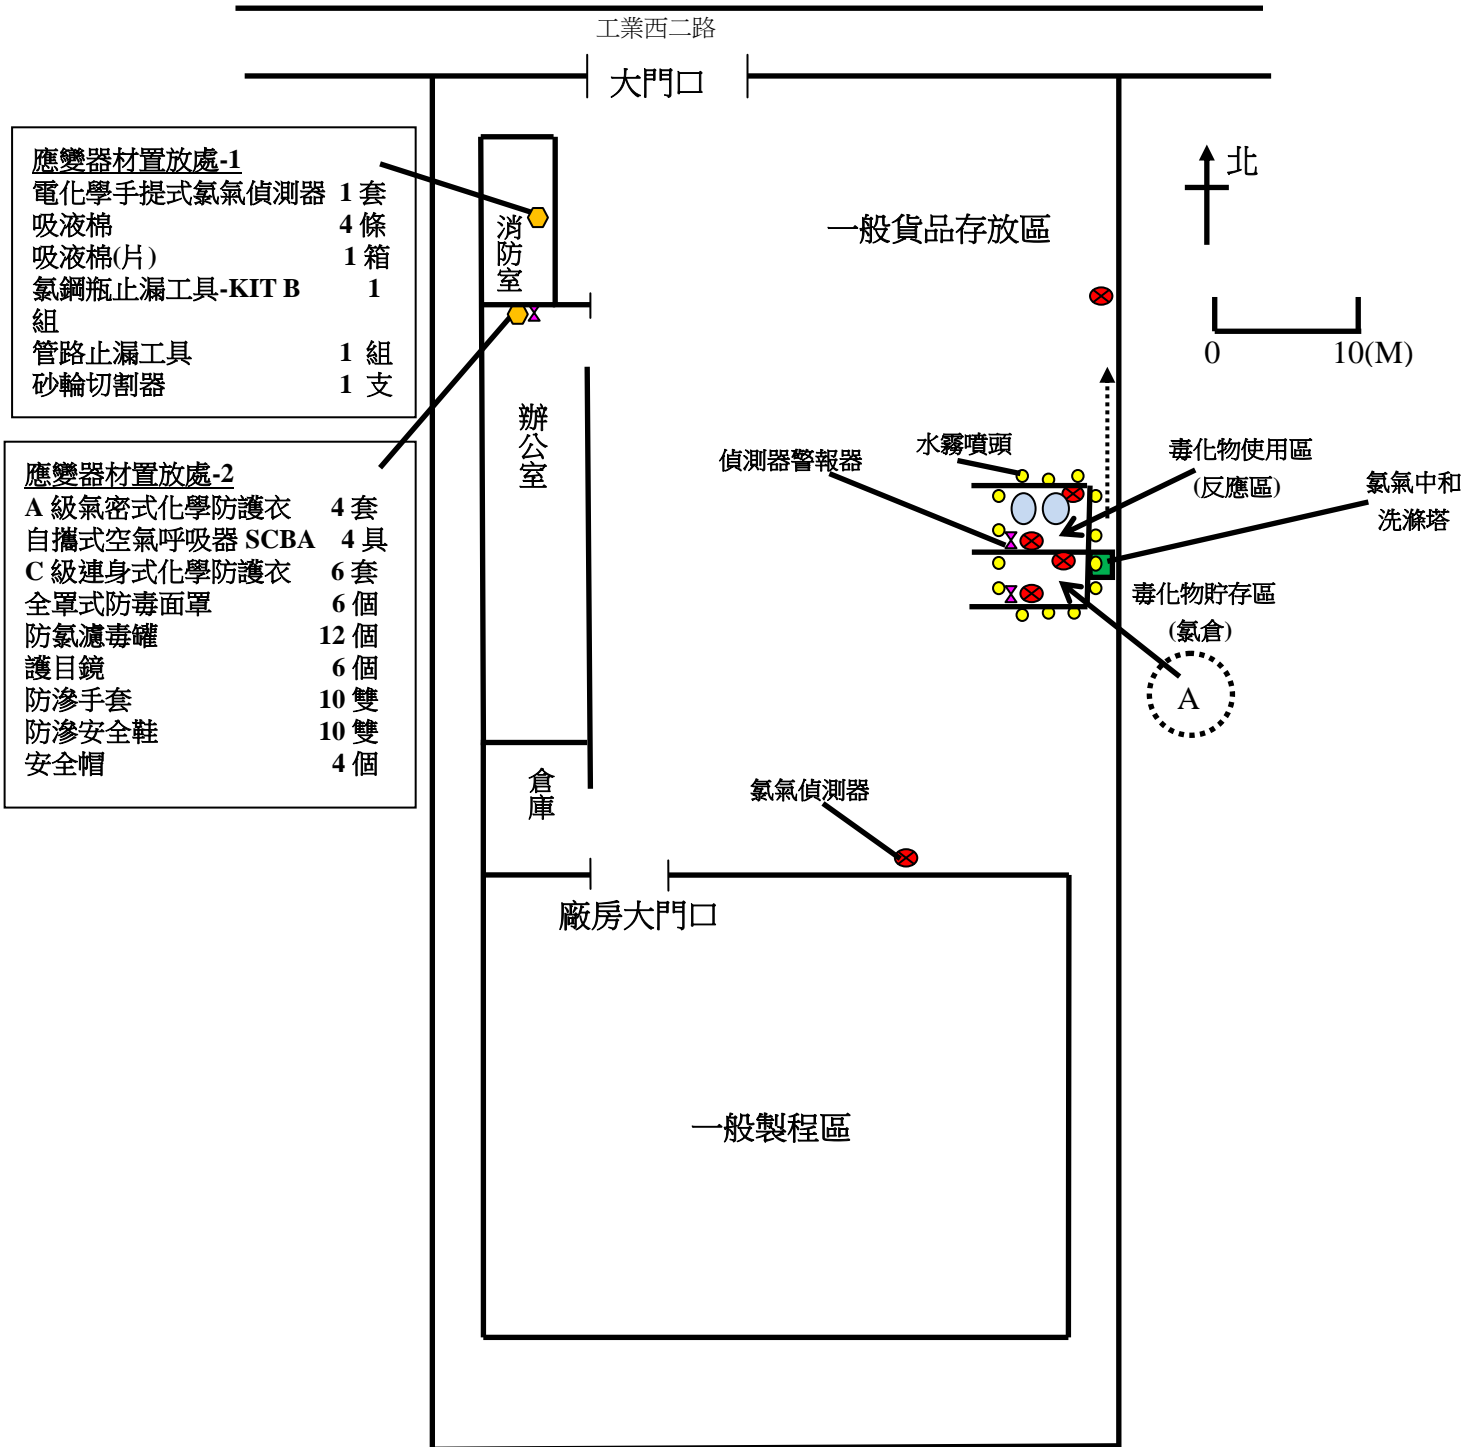 工業西二路
大門口
應變器材置放處-1
電化學手提式氯氣偵測器 1 套
吸液棉 4 條
吸液棉(片) 1 箱
氯鋼瓶止漏工具-KIT B 1
組
管路止漏工具 1 組
砂輪切割器 1 支
消防室
一般貨品存放區
北
0 10(M)
應變器材置放處-2
A 級氣密式化學防護衣 4 套
自攜式空氣呼吸器 SCBA 4 具
C 級連身式化學防護衣 6 套
全罩式防毒面罩 6 個
防氯濾毒罐 12 個
護目鏡 6 個
防滲手套 10 雙
防滲安全鞋 10 雙
安全帽 4 個
辦公室
偵測器警報器
水霧噴頭
毒化物使用區
(反應區)
氯氣中和
洗滌塔
毒化物貯存區
(氯倉)
A
倉庫
氯氣偵測器
廠房大門口
一般製程區